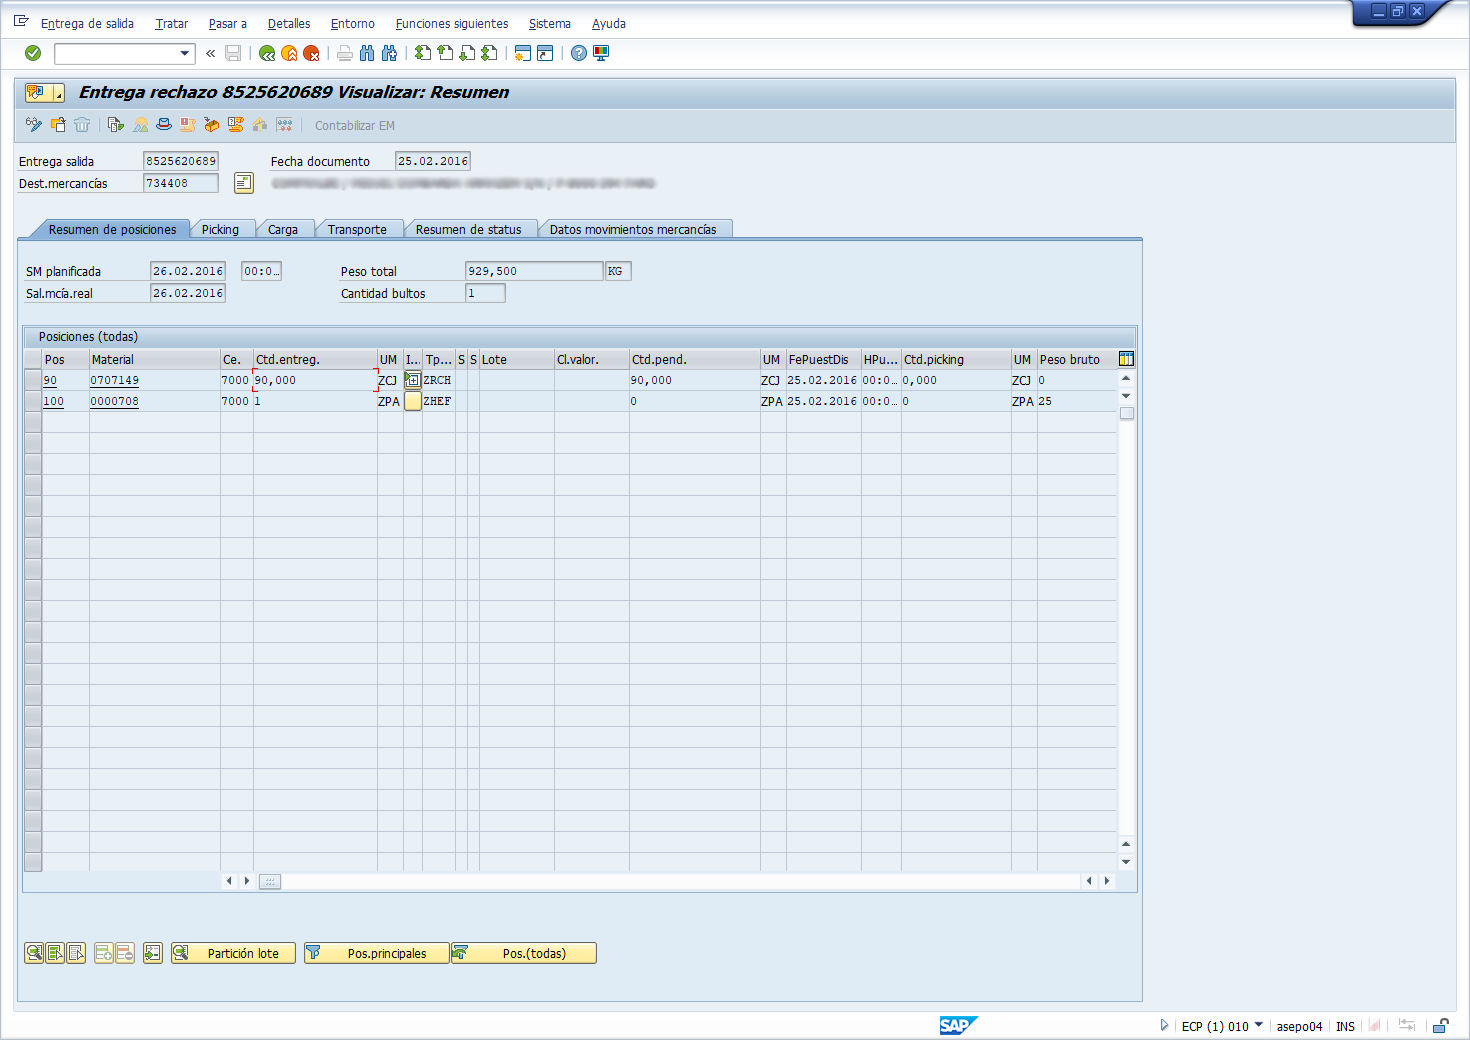 Entrega de salida Tratar Pasar a Detalles Entorno Funciones siguientes Sistema Ayuda
Entrega rechazo 8525620689 Visualizar: Resumen
Contabilizar EM
Entrega salida 8525620689 Fecha documento 25.02.2016
Dest.mercancías 734408
Resumen de posiciones Picking Carga Transporte Resumen de status Datos movimientos mercancías
SM planificada 26.02.2016 00:0… Peso total 929,500 KG
Sal.mcía.real 26.02.2016 Cantidad bultos 1
Posiciones (todas)
Pos Material Ce. Ctd.entreg. UM I... Tp... S S Lote Cl.valor. Ctd.pend. UM FePuestDis HPu... Ctd.picking UM Peso bruto
90 0707149 7000 90,000 ZCJ ZRCH 90,000 ZCJ 25.02.2016 00:0… 0,000 ZCJ 0
100 0000708 7000 1 ZPA ZHEF 0 ZPA 25.02.2016 00:0… 0 ZPA 25
Partición lote Pos.principales Pos.(todas)
SAP ECP (1) 010 asepo04 INS